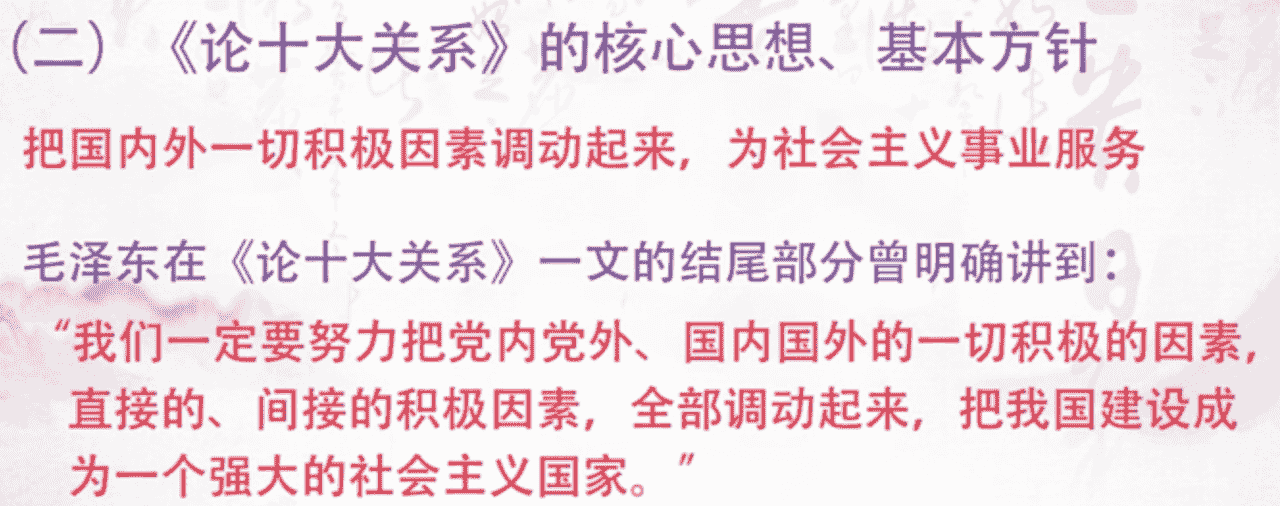 （二）《论十大关系》的核心思想、基本方针
把国内外一切积极因素调动起来，为社会主义事业服务
毛泽东在《论十大关系》一文的结尾部分曾明确讲到：
“我们一定要努力把党内党外、国内国外的一切积极的因素，
直接的、间接的积极因素，全部调动起来，把我国建设成
为一个强大的社会主义国家。”